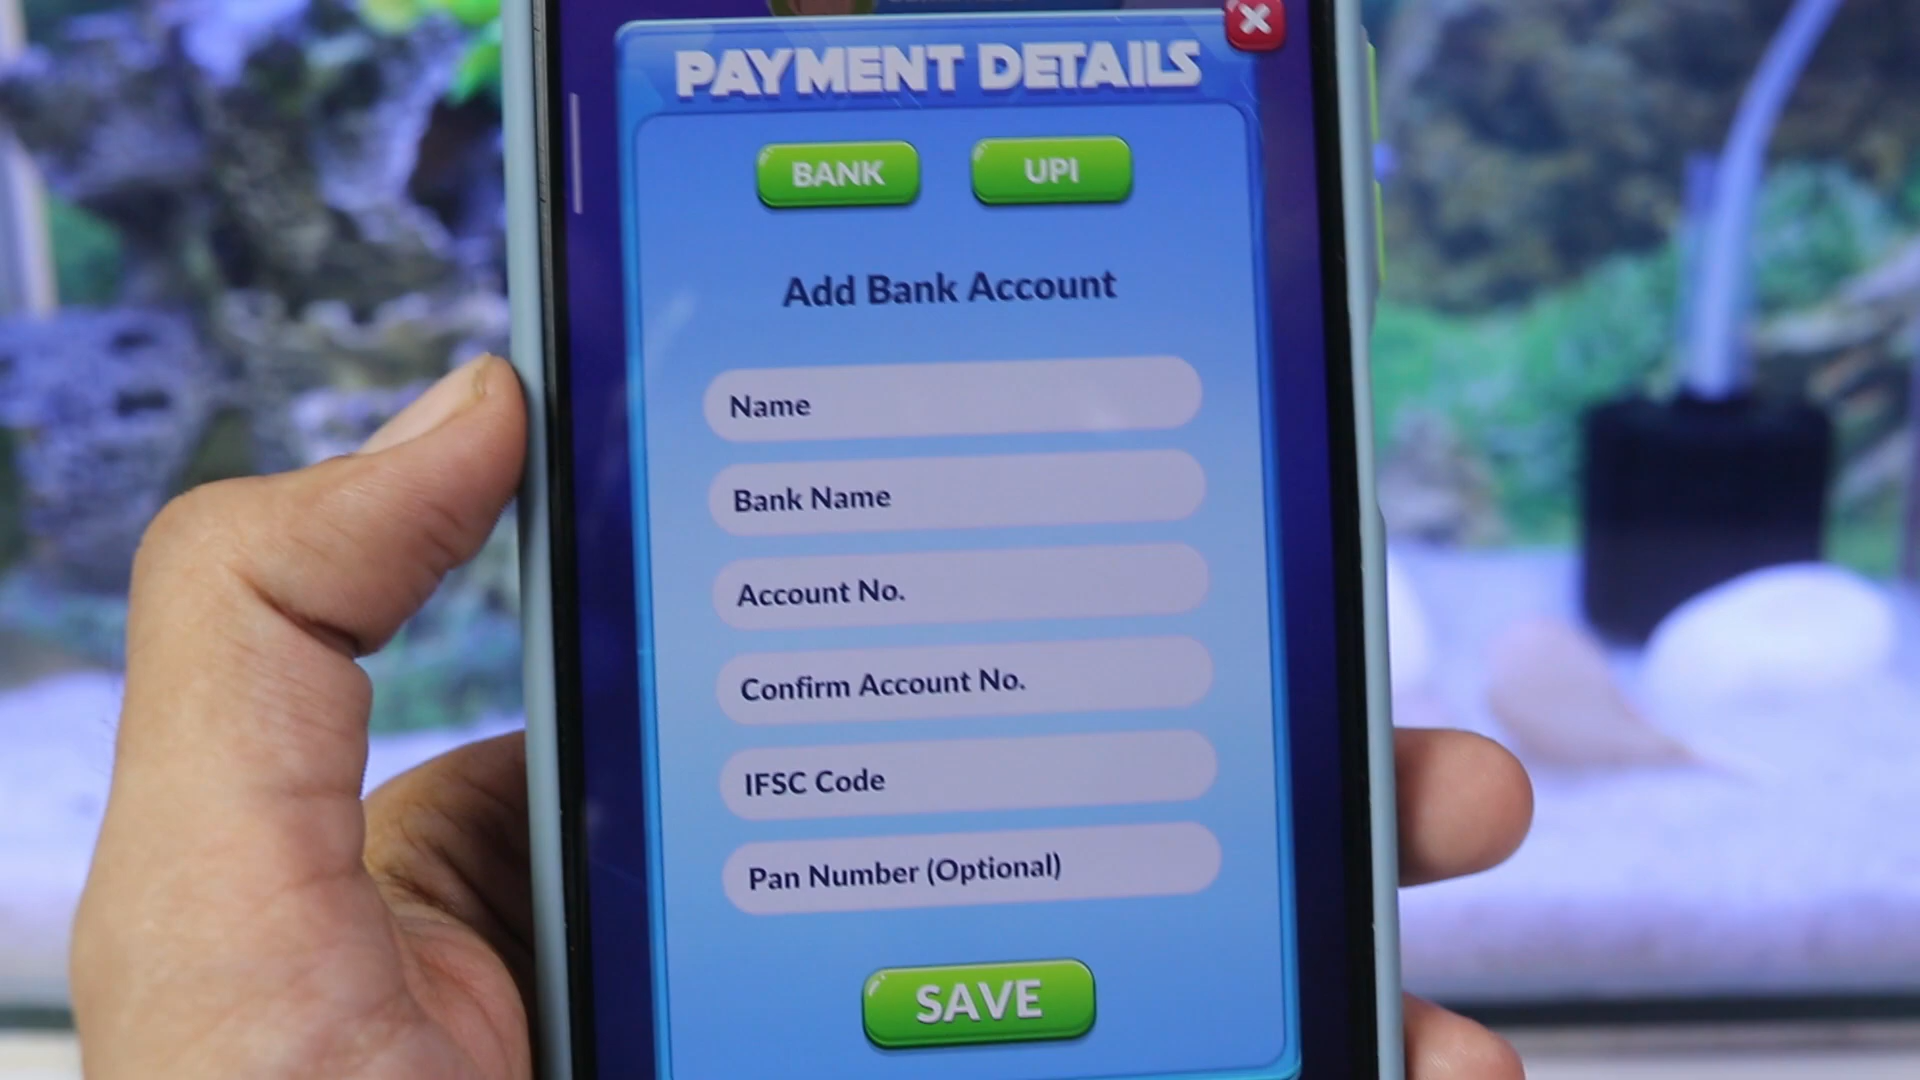 PAYMENT DETAILS
BANK
UPI
Add Bank Account
Name
Bank Name
Account No.
Confirm Account No.
IFSC Code
Pan Number (Optional)
SAVE